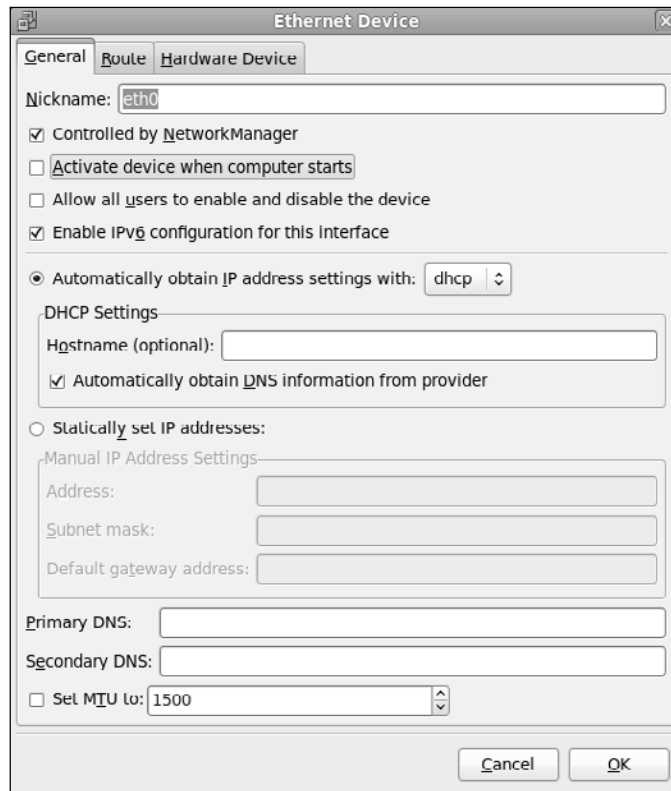 Ethernet Device
General Route Hardware Device
Nickname: eth0
Controlled by NetworkManager
Activate device when computer starts
Allow all users to enable and disable the device
Enable IPv6 configuration for this interface
Automatically obtain IP address settings with: dhcp
DHCP Settings
Hostname (optional):
Automatically obtain DNS information from provider
Statically set IP addresses:
Manual IP Address Settings
Address:
Subnet mask:
Default gateway address:
Primary DNS:
Secondary DNS:
Set MTU to: 1500
Cancel OK